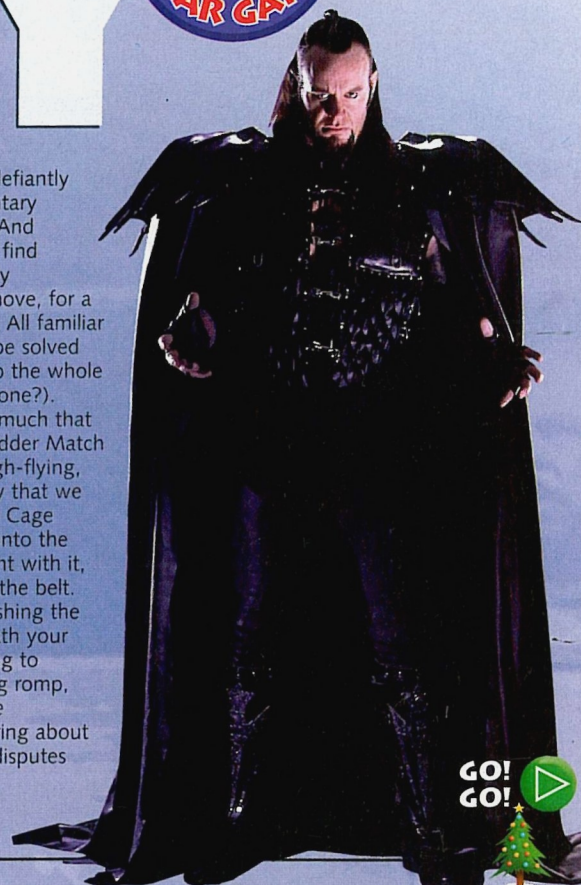 Y
AR GA
efiantly
ntary
And
find
y
nove, for a
All familiar
be solved
o the whole
one?).
much that
dder Match
gh-flying,
y that we
Cage
nto the
nt with it,
the belt.
shing the
th your
g to
g romp,
e
ing about
disputes
GO!
GO!